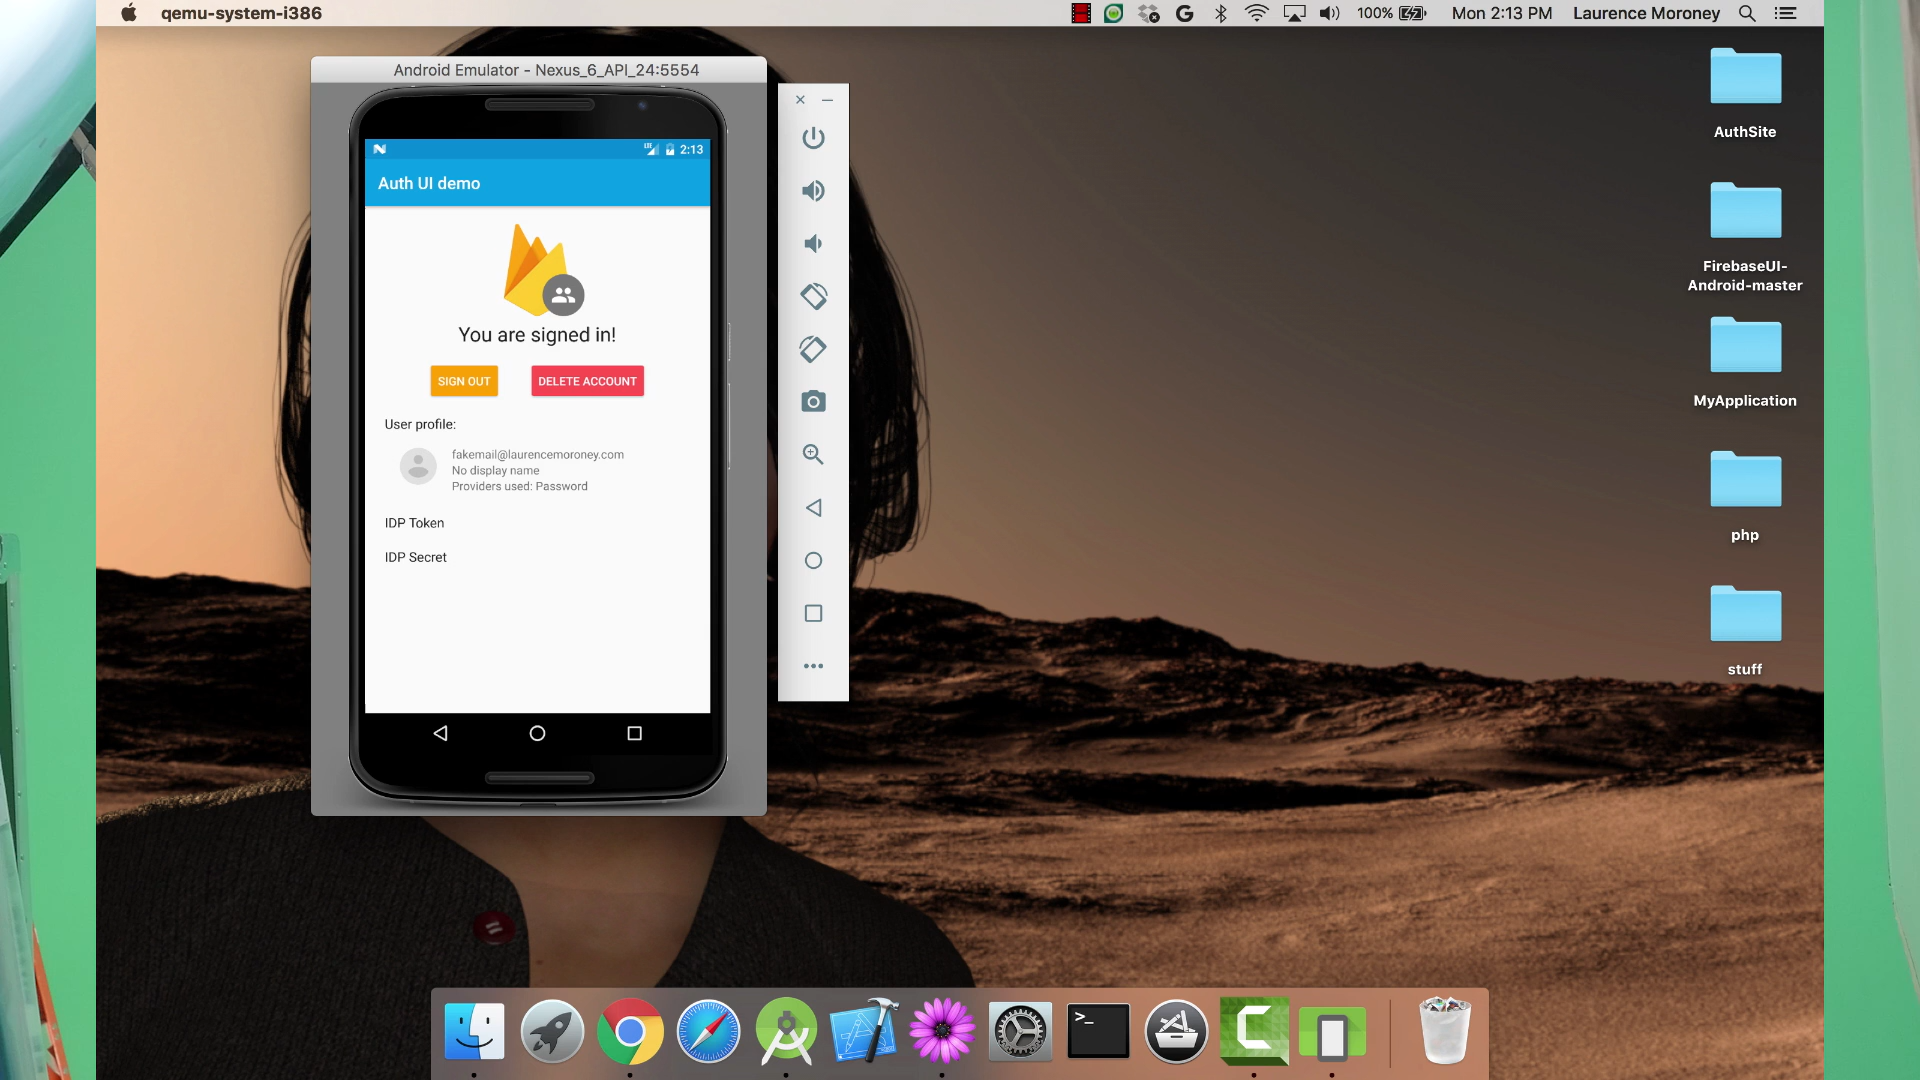 qemu-system-i386
100%
Mon 2:13 PM
Laurence Moroney
Android Emulator - Nexus_6_API_24:5554
LTE
2:13
Auth UI demo
You are signed in!
SIGN OUT
DELETE ACCOUNT
User profile:
fakemail@laurencemoroney.com
No display name
Providers used: Password
IDP Token
IDP Secret
AuthSite
FirebaseUI-
Android-master
MyApplication
php
stuff
>_